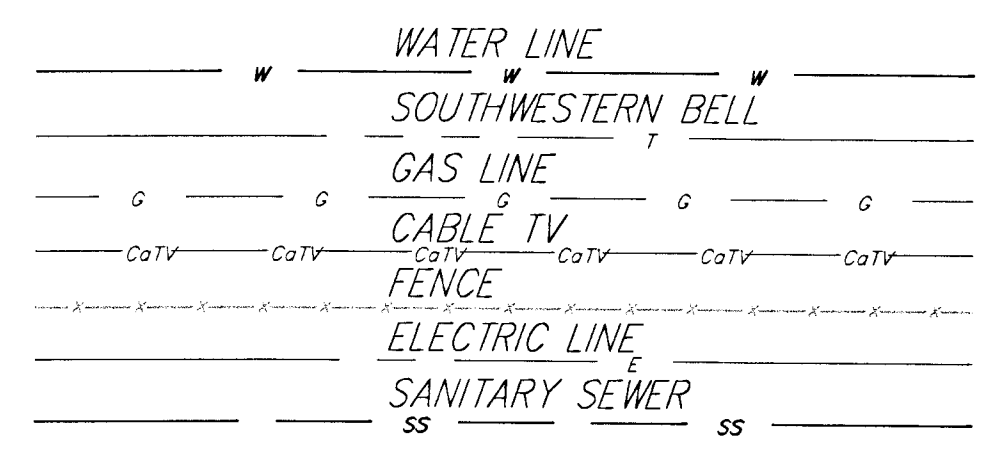 WATER LINE
W W W
SOUTHWESTERN BELL
T
GAS LINE
G G G G G
CABLE TV
CaTV CaTV CaTV CaTV CaTV CaTV
FENCE
X X X X X X X X X X X X X X X
ELECTRIC LINE
E
SANITARY SEWER
SS SS